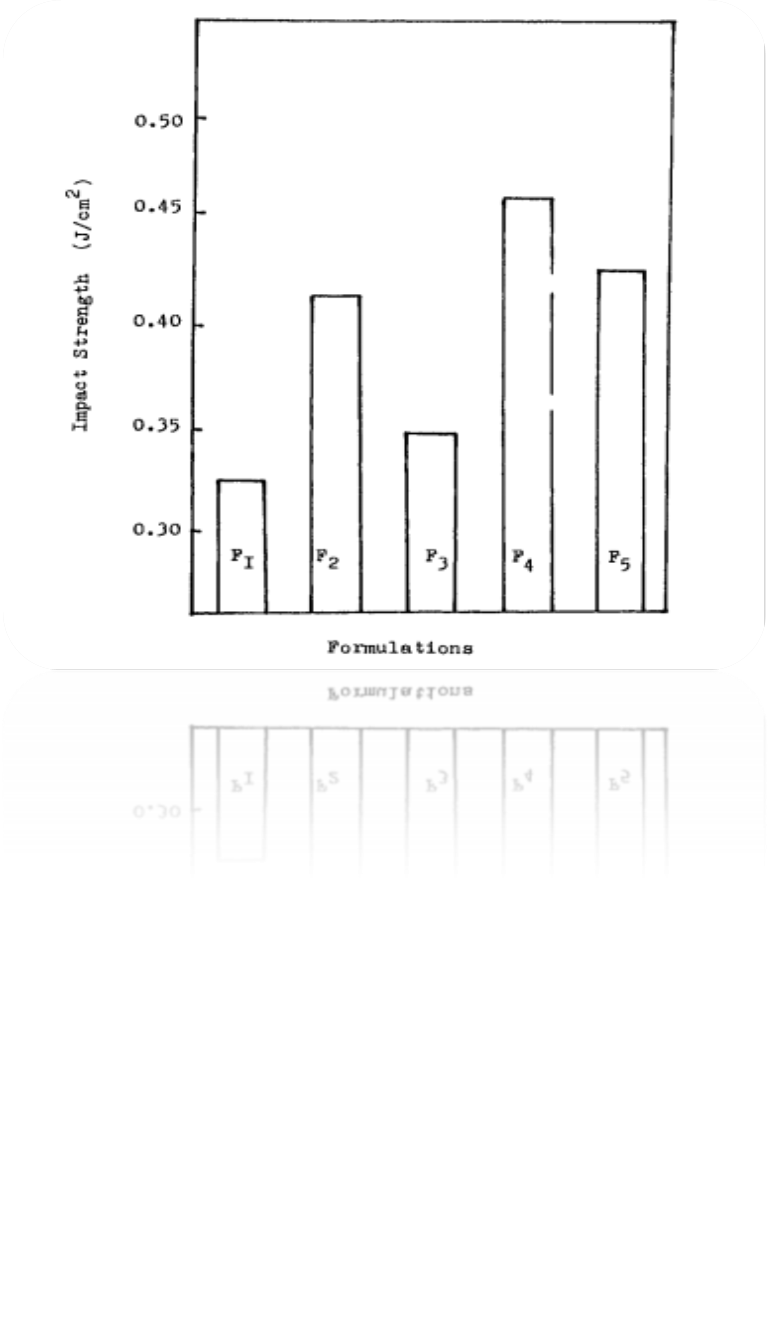 0.50
0.45
0.40
0.35
0.30
Impact Strength (J/cm²)
F₁ F₂ F₃ F₄ F₅
Formulations